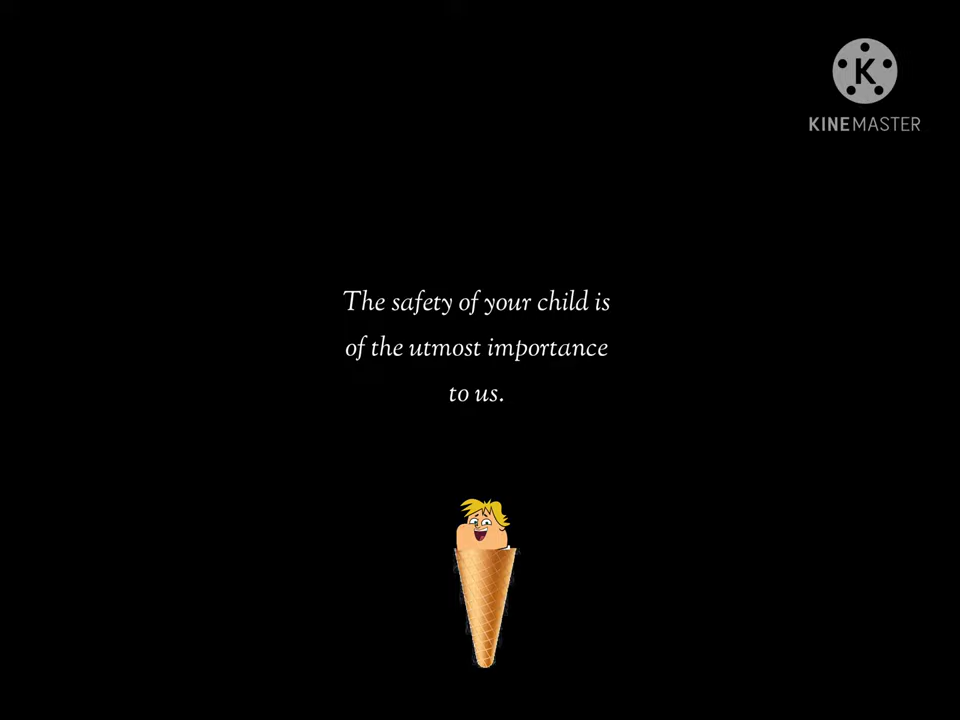 K
KINEMASTER
The safety of your child is
of the utmost importance
to us.